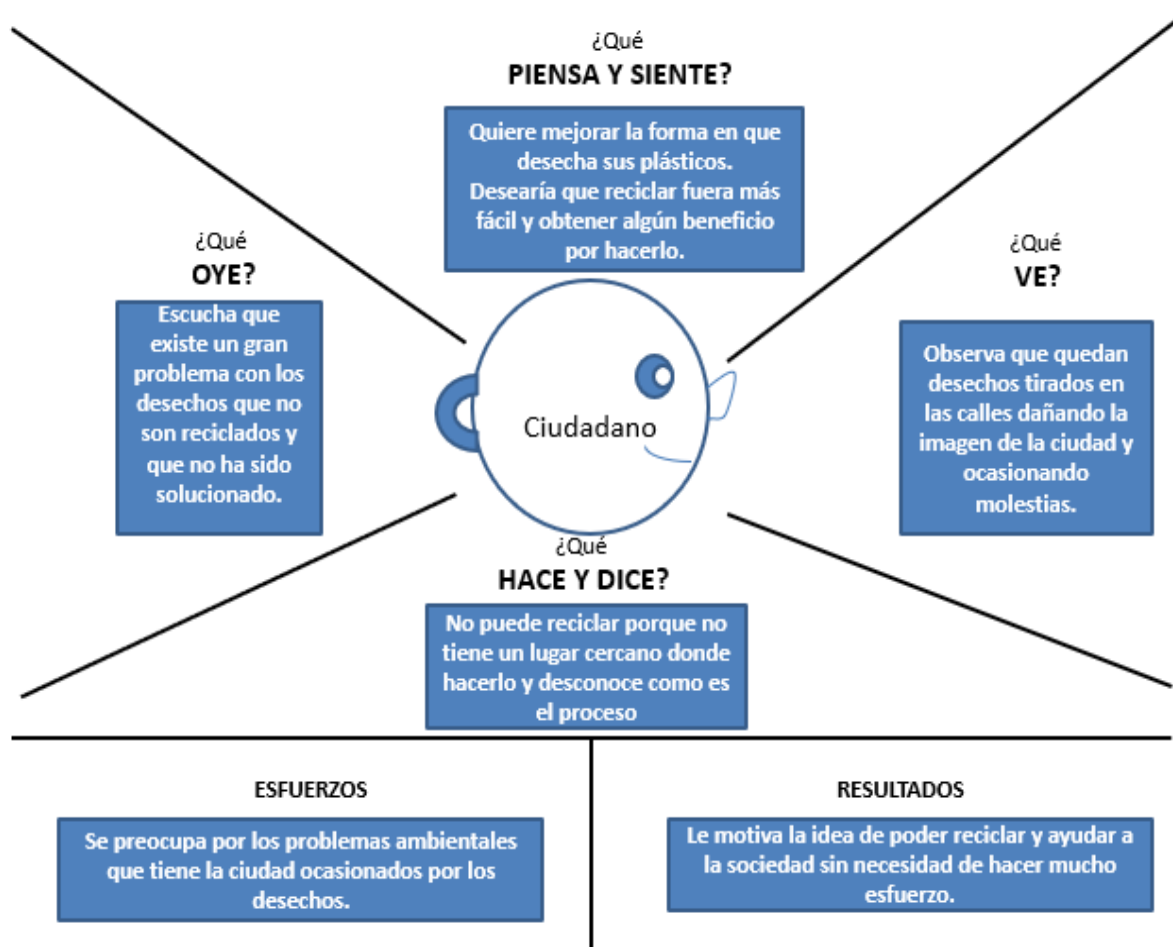 ¿Qué
PIENSA Y SIENTE?
Quiere mejorar la forma en que
desecha sus plásticos.
Desearía que reciclar fuera más
fácil y obtener algún beneficio
por hacerlo.
¿Qué
OYE?
Escucha que
existe un gran
problema con los
desechos que no
son reciclados y
que no ha sido
solucionado.
¿Qué
VE?
Observa que quedan
desechos tirados en
las calles dañando la
imagen de la ciudad y
ocasionando
molestias.
Ciudadano
¿Qué
HACE Y DICE?
No puede reciclar porque no
tiene un lugar cercano donde
hacerlo y desconoce como es
el proceso
ESFUERZOS
Se preocupa por los problemas ambientales
que tiene la ciudad ocasionados por los
desechos.
RESULTADOS
Le motiva la idea de poder reciclar y ayudar a
la sociedad sin necesidad de hacer mucho
esfuerzo.